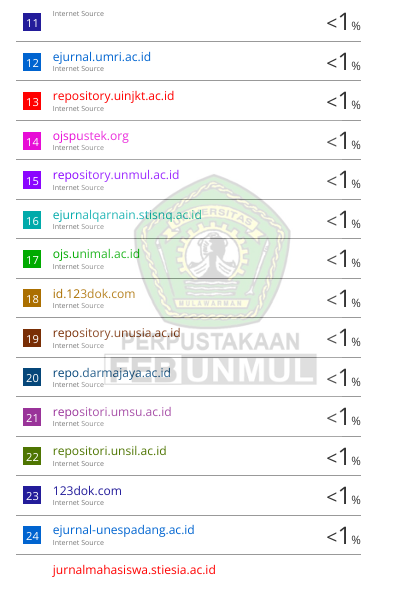 Internet Source
11
<1%
12
ejurnal.umri.ac.id
Internet Source
<1%
13
repository.uinjkt.ac.id
Internet Source
<1%
14
ojspustek.org
Internet Source
<1%
15
repository.unmul.ac.id
Internet Source
<1%
16
ejurnalqarnain.stisnq.ac.id
Internet Source
<1%
17
ojs.unimal.ac.id
Internet Source
<1%
18
id.123dok.com
Internet Source
<1%
19
repository.unusia.ac.id
Internet Source
<1%
20
repo.darmajaya.ac.id
Internet Source
<1%
21
repositori.umsu.ac.id
Internet Source
<1%
22
repositori.unsil.ac.id
Internet Source
<1%
23
123dok.com
Internet Source
<1%
24
ejurnal-unespadang.ac.id
Internet Source
<1%
jurnalmahasiswa.stiesia.ac.id
UNIVERSITAS
MULAWARMAN
PERPUSTAKAAN
FEB UNMUL